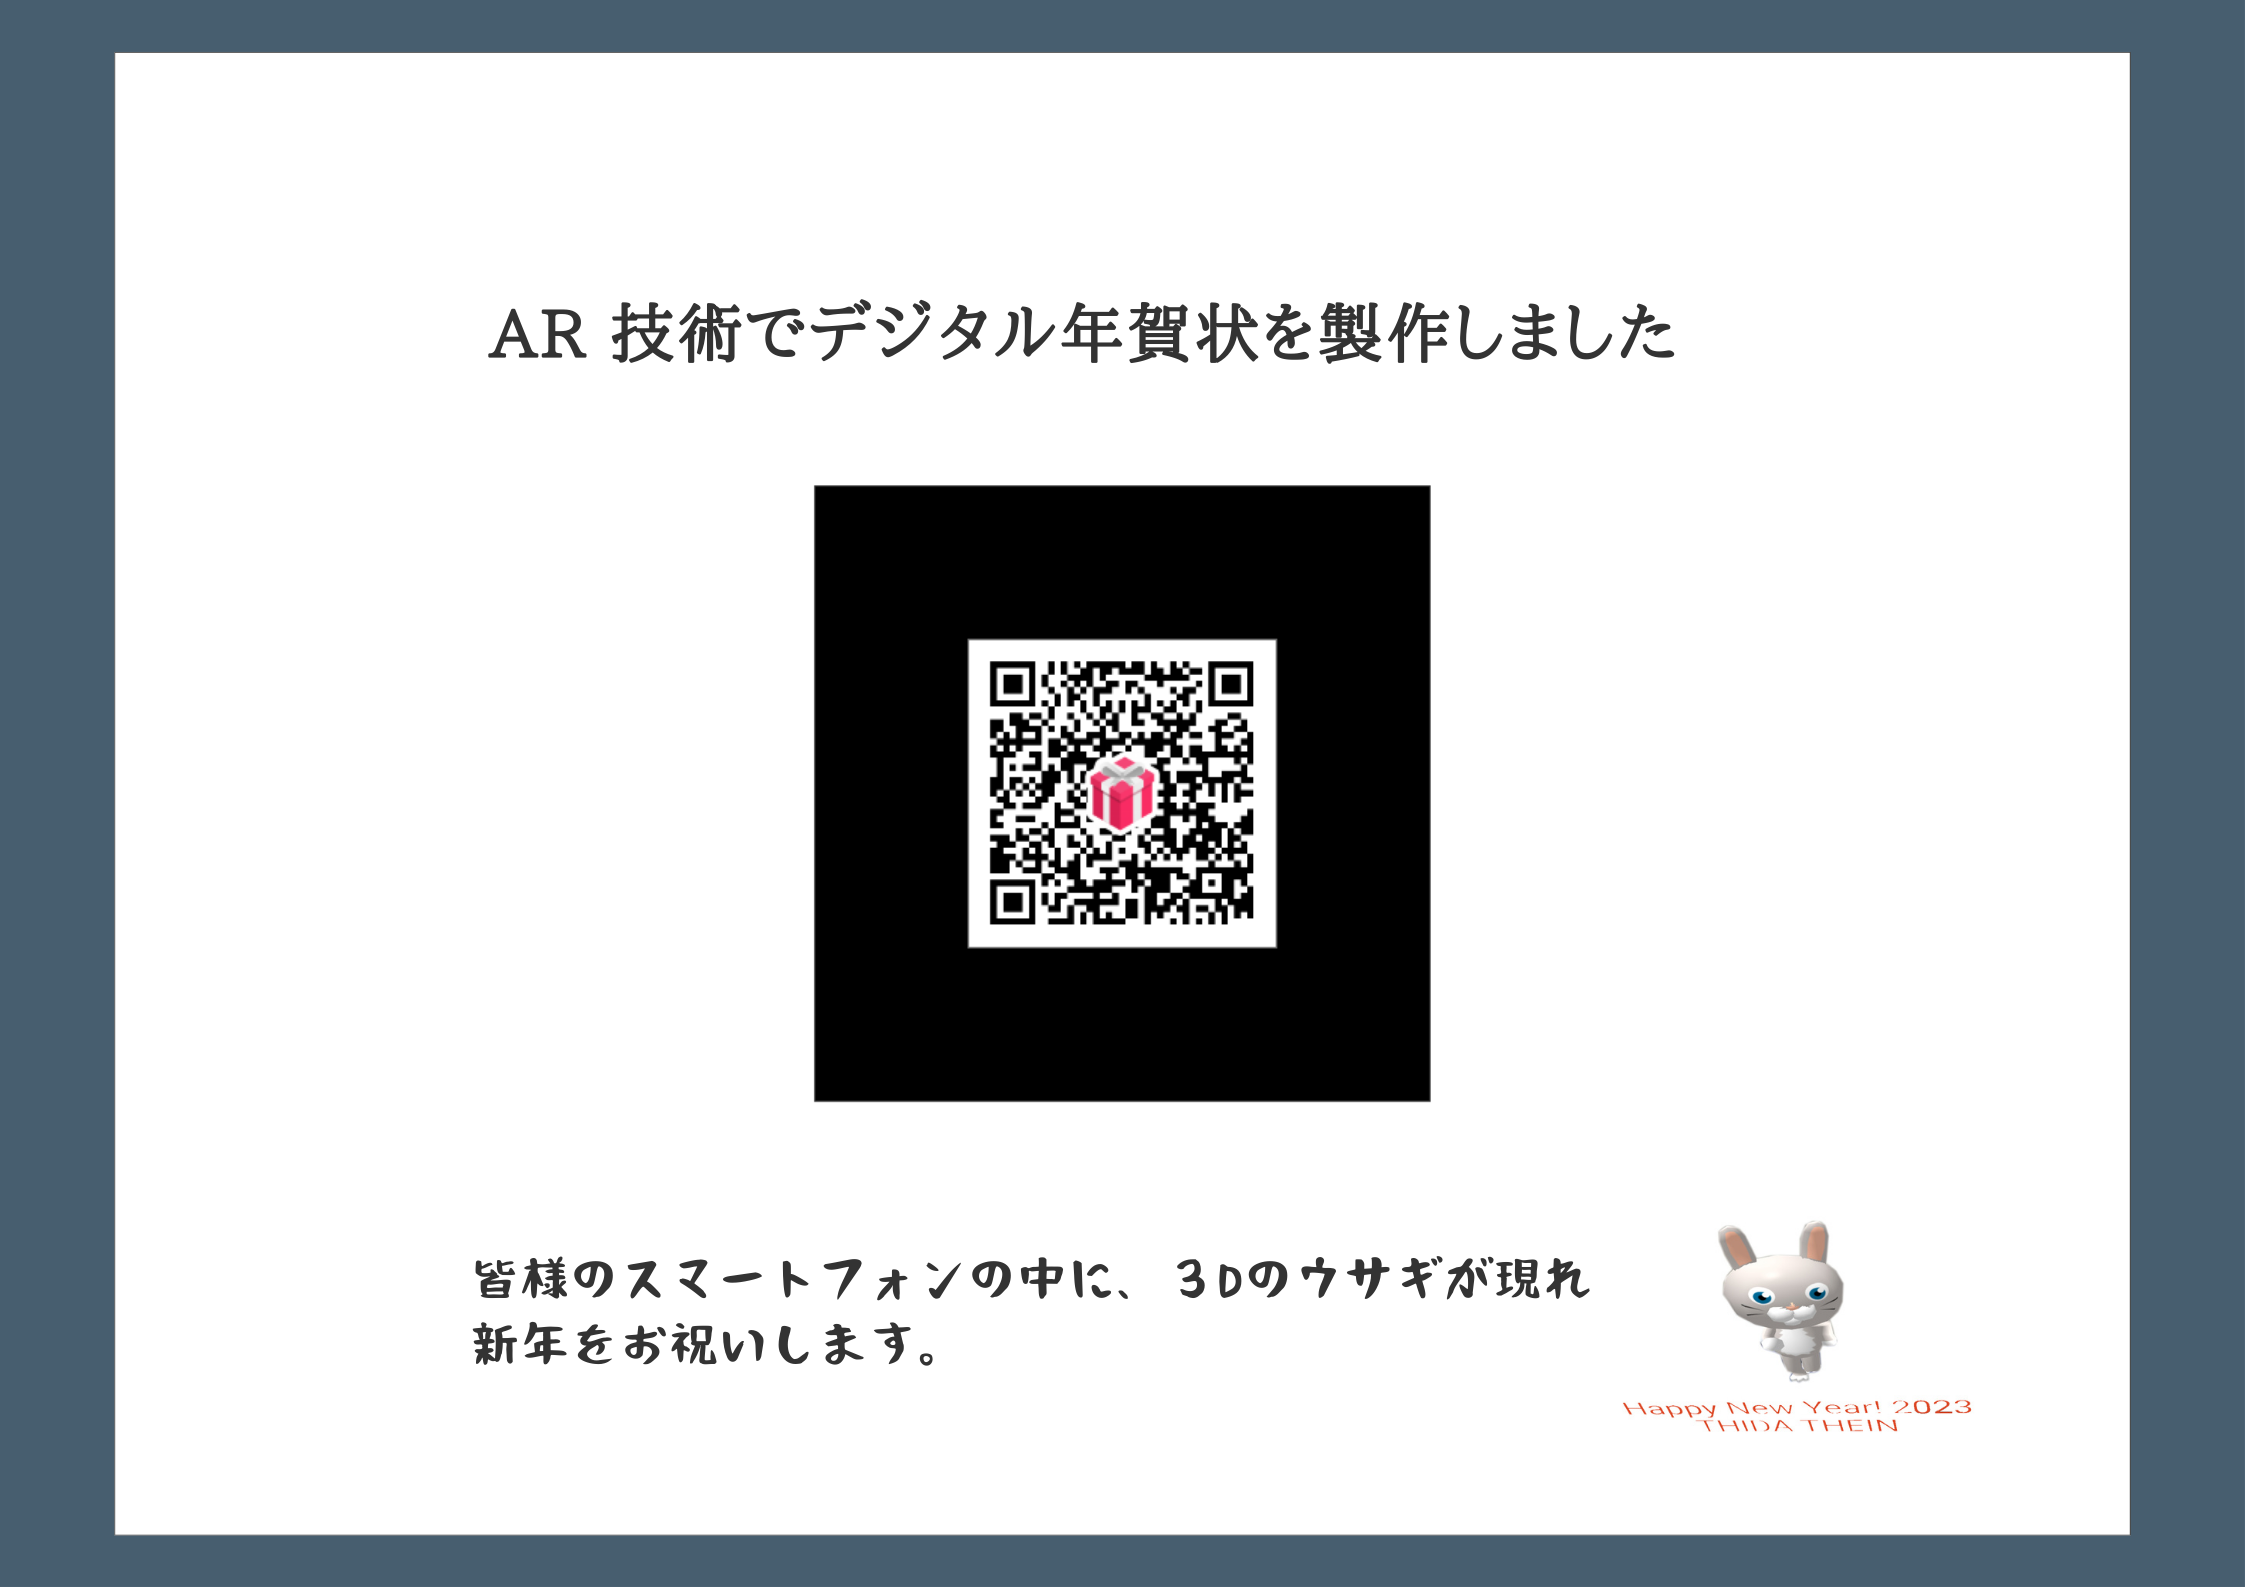 AR 技術でデジタル年賀状を製作しました
皆様のスマートフォンの中に、3Dのウサギが現れ
新年をお祝いします。
Happy New Year! 2023
THIDA THEIN